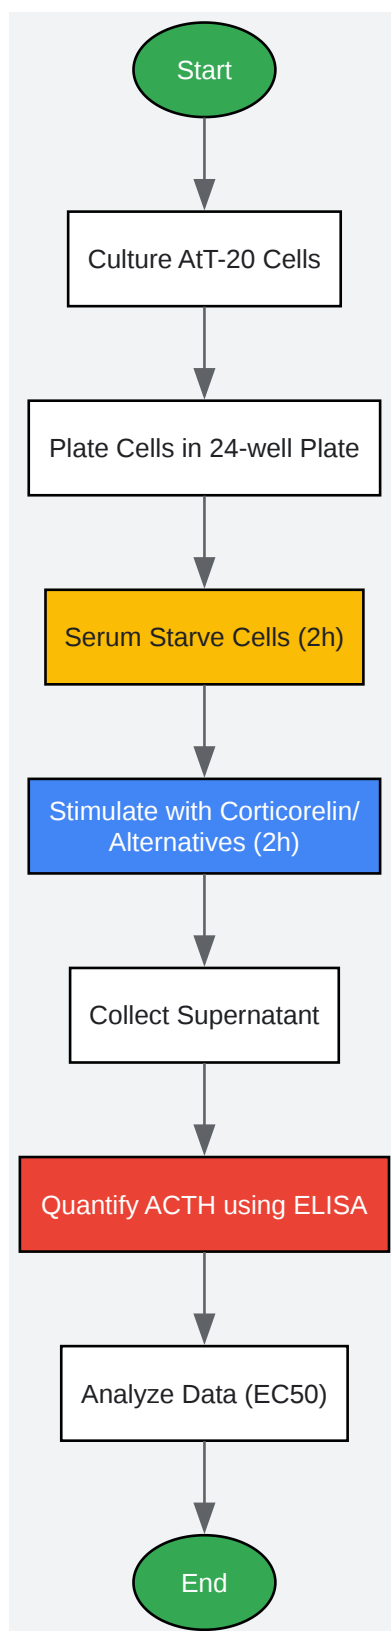 Start
Culture AtT-20 Cells
Plate Cells in 24-well Plate
Serum Starve Cells (2h)
Stimulate with Corticorelin/
Alternatives (2h)
Collect Supernatant
Quantify ACTH using ELISA
Analyze Data (EC50)
End